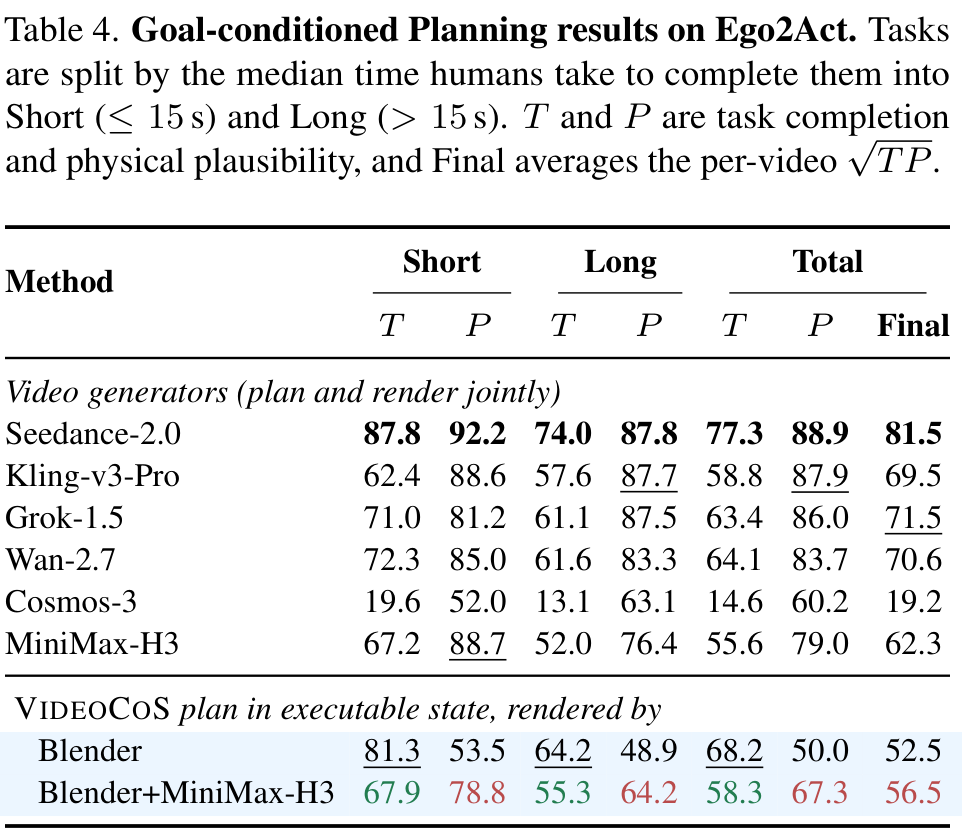 Table 4. Goal-conditioned Planning results on Ego2Act. Tasks
are split by the median time humans take to complete them into
Short (≤ 15 s) and Long (> 15 s). T and P are task completion
and physical plausibility, and Final averages the per-video √TP.
Method Short Long Total
T P T P T P Final
Video generators (plan and render jointly)
Seedance-2.0 87.8 92.2 74.0 87.8 77.3 88.9 81.5
Kling-v3-Pro 62.4 88.6 57.6 87.7 58.8 87.9 69.5
Grok-1.5 71.0 81.2 61.1 87.5 63.4 86.0 71.5
Wan-2.7 72.3 85.0 61.6 83.3 64.1 83.7 70.6
Cosmos-3 19.6 52.0 13.1 63.1 14.6 60.2 19.2
MiniMax-H3 67.2 88.7 52.0 76.4 55.6 79.0 62.3
VIDEOCOS plan in executable state, rendered by
Blender 81.3 53.5 64.2 48.9 68.2 50.0 52.5
Blender+MiniMax-H3 67.9 78.8 55.3 64.2 58.3 67.3 56.5